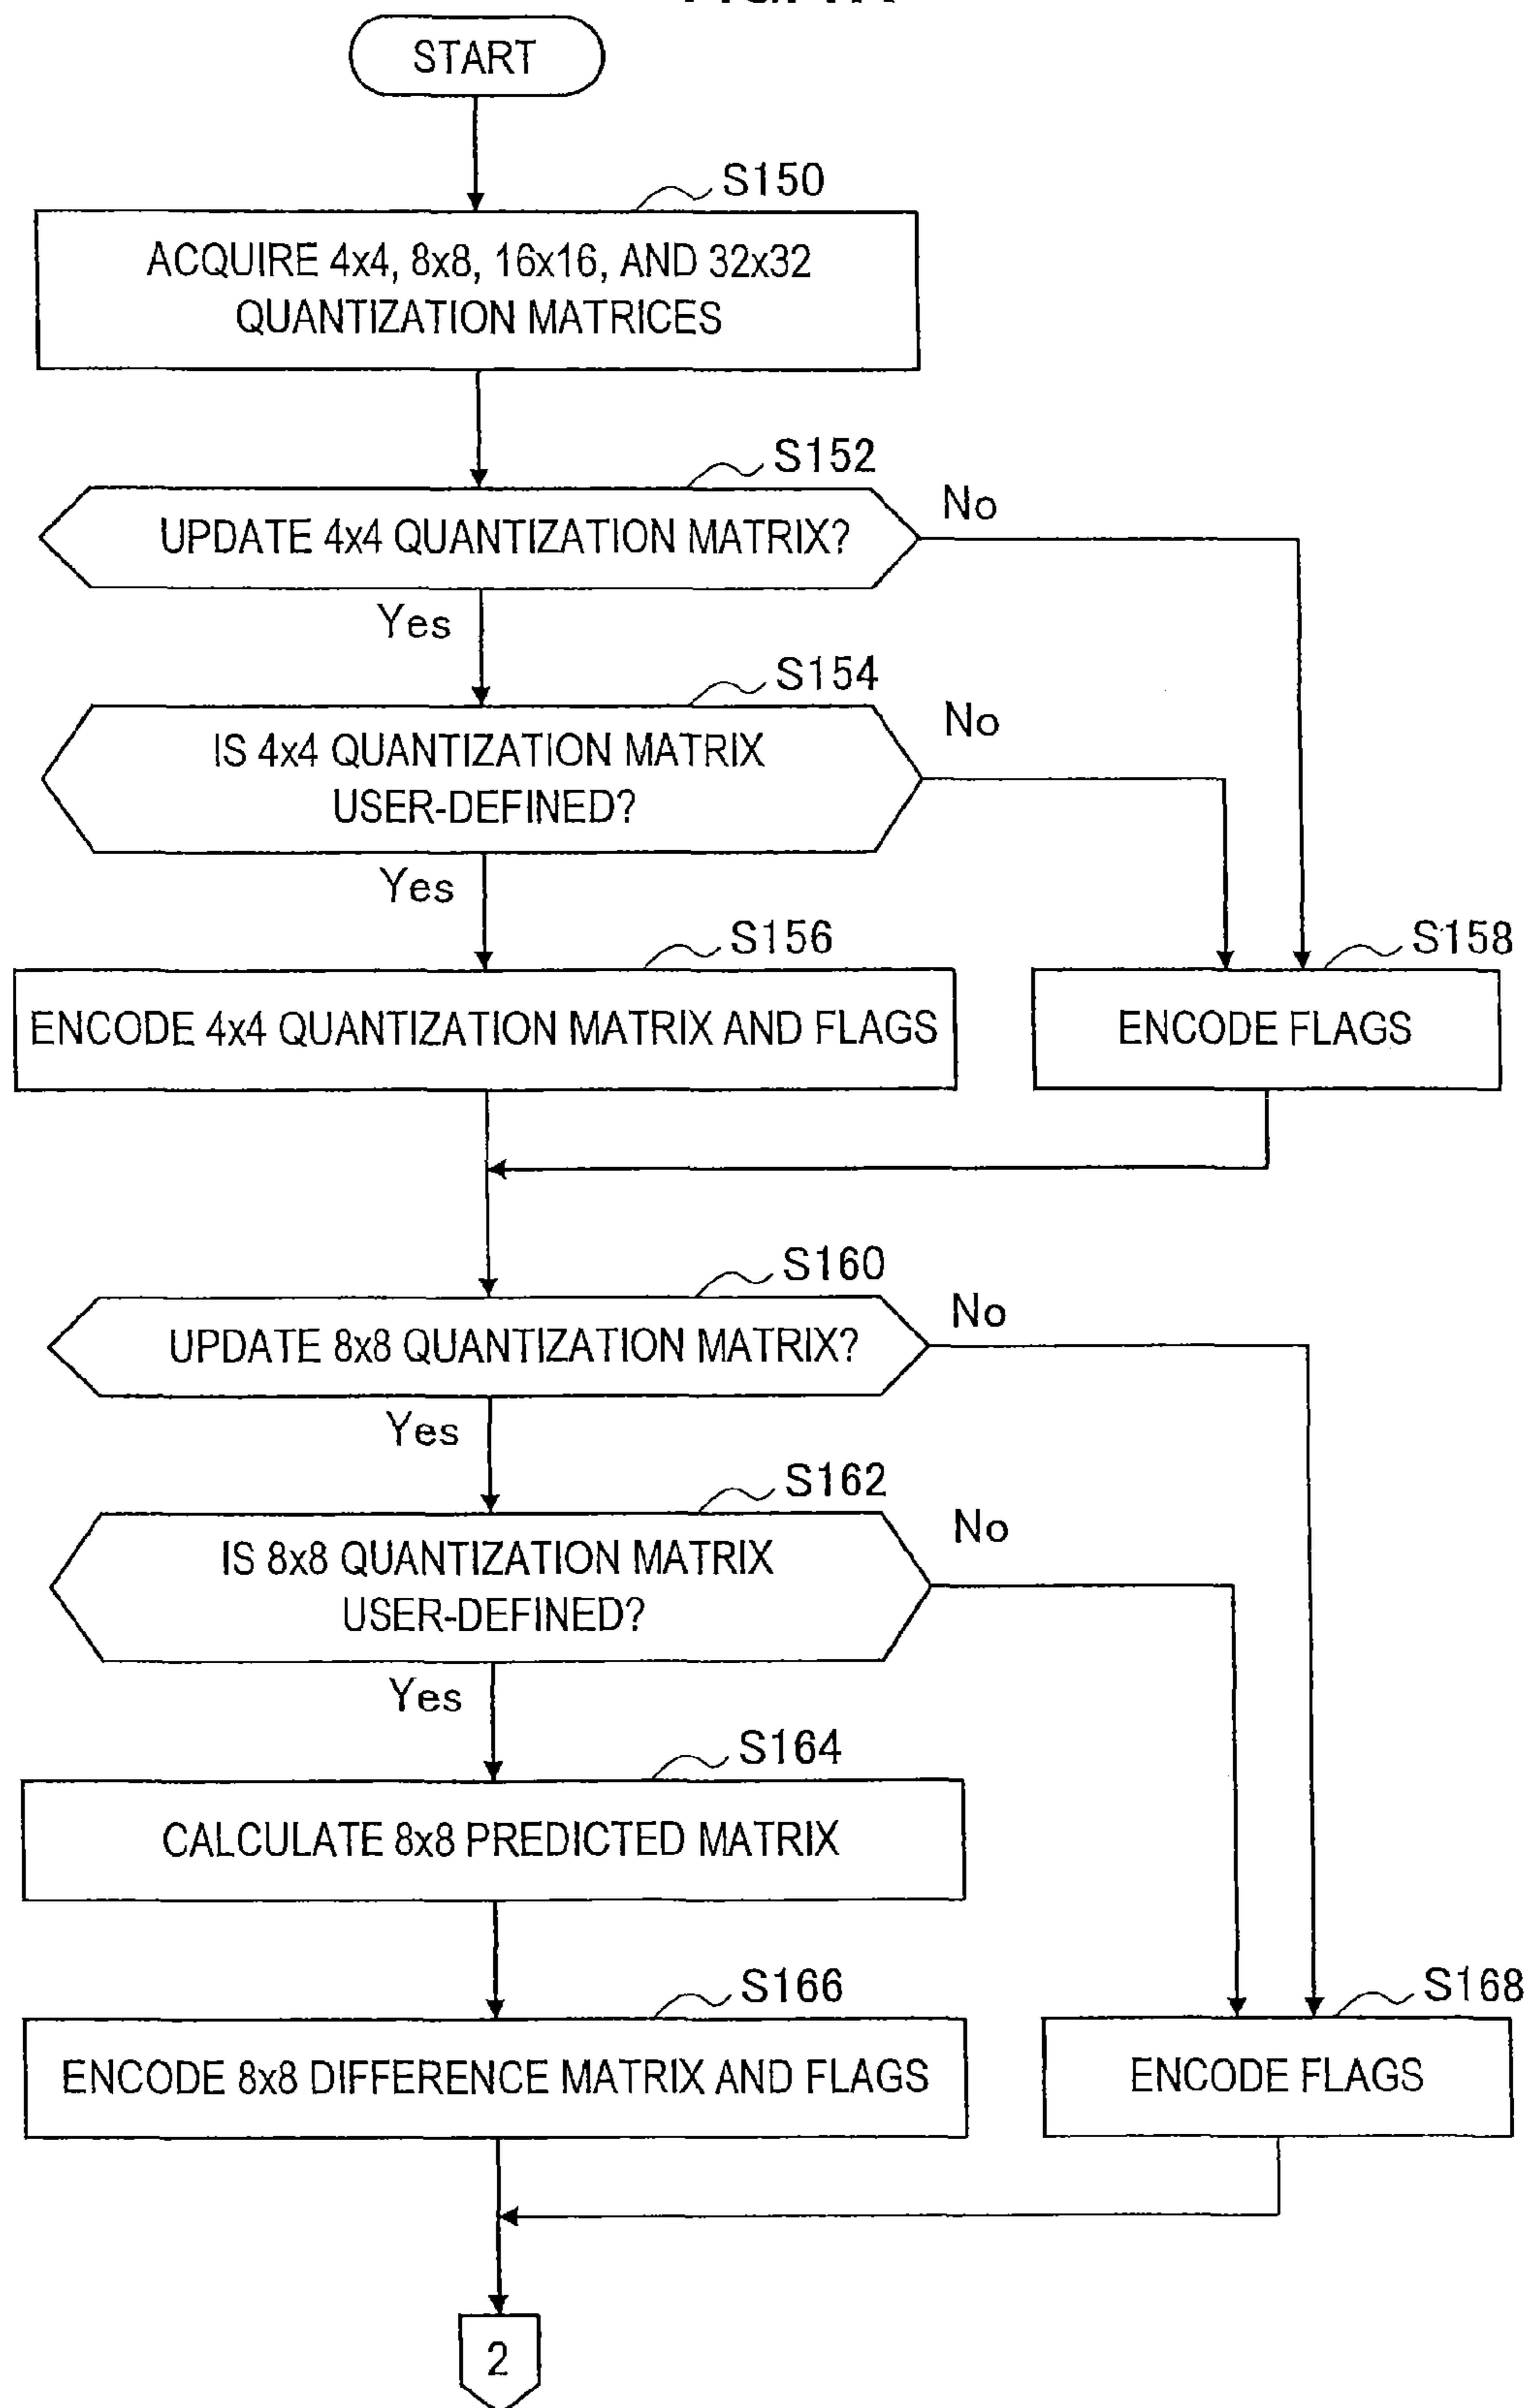 START
S150
ACQUIRE 4x4, 8x8, 16x16, AND 32x32
QUANTIZATION MATRICES
S152
UPDATE 4x4 QUANTIZATION MATRIX?
No
Yes
S154
IS 4x4 QUANTIZATION MATRIX
USER-DEFINED?
No
Yes
S156
ENCODE 4x4 QUANTIZATION MATRIX AND FLAGS
S158
ENCODE FLAGS
S160
UPDATE 8x8 QUANTIZATION MATRIX?
No
Yes
S162
IS 8x8 QUANTIZATION MATRIX
USER-DEFINED?
No
Yes
S164
CALCULATE 8x8 PREDICTED MATRIX
S166
ENCODE 8x8 DIFFERENCE MATRIX AND FLAGS
S168
ENCODE FLAGS
2